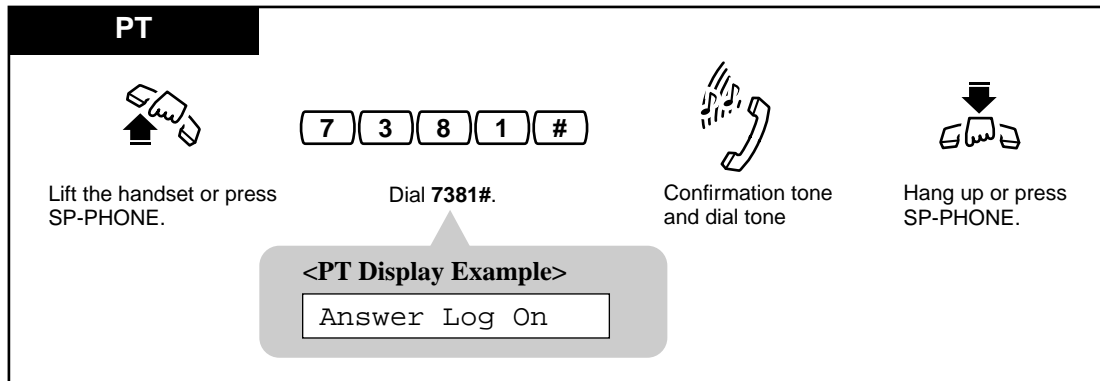 PT
7 3 8 1 #
Lift the handset or press
SP-PHONE.
Dial 7381#.
Confirmation tone
and dial tone
Hang up or press
SP-PHONE.
<PT Display Example>
Answer Log On